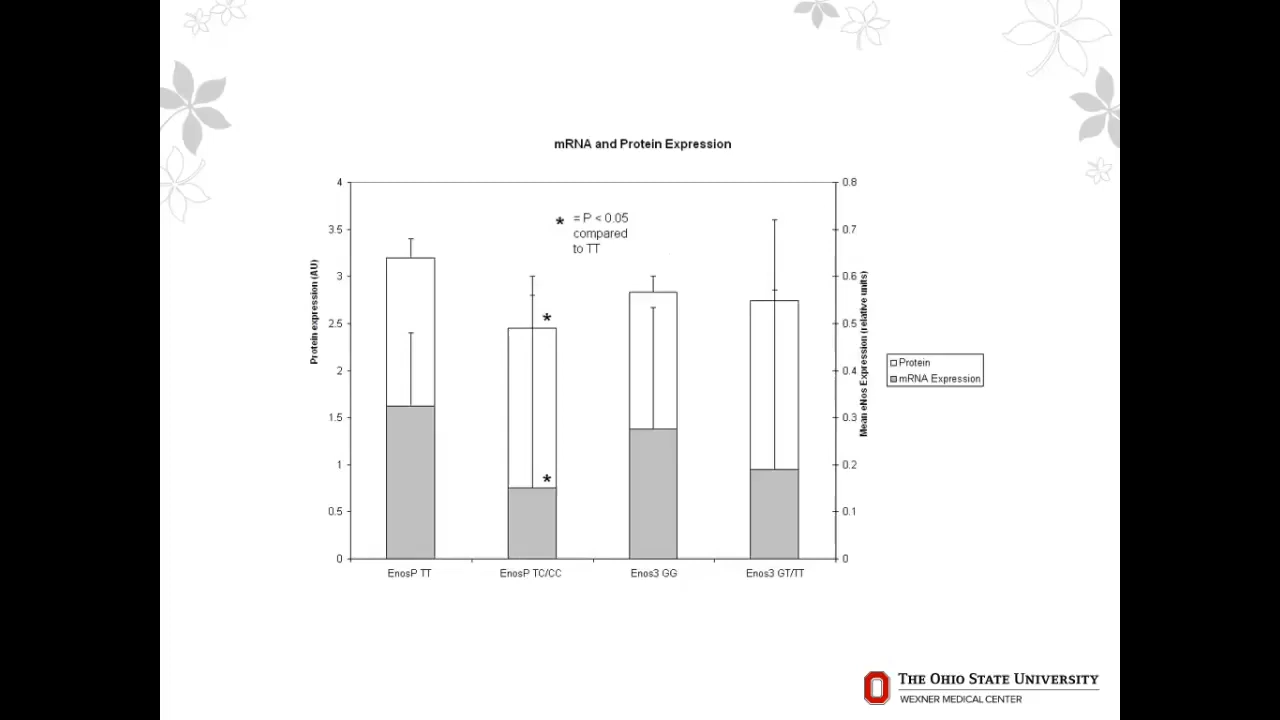 mRNA and Protein Expression
4
3.5
3
2.5
2
1.5
1
0.5
0
Protein expression (AU)
* = P < 0.05
compared
to TT
*
*
0.8
0.7
0.6
0.5
0.4
0.3
0.2
0.1
0
Mean eNos Expression (relative units)
EnosP TT
EnosP TC/CC
Enos3 GG
Enos3 GT/TT
Protein
mRNA Expression
THE OHIO STATE UNIVERSITY
WEXNER MEDICAL CENTER